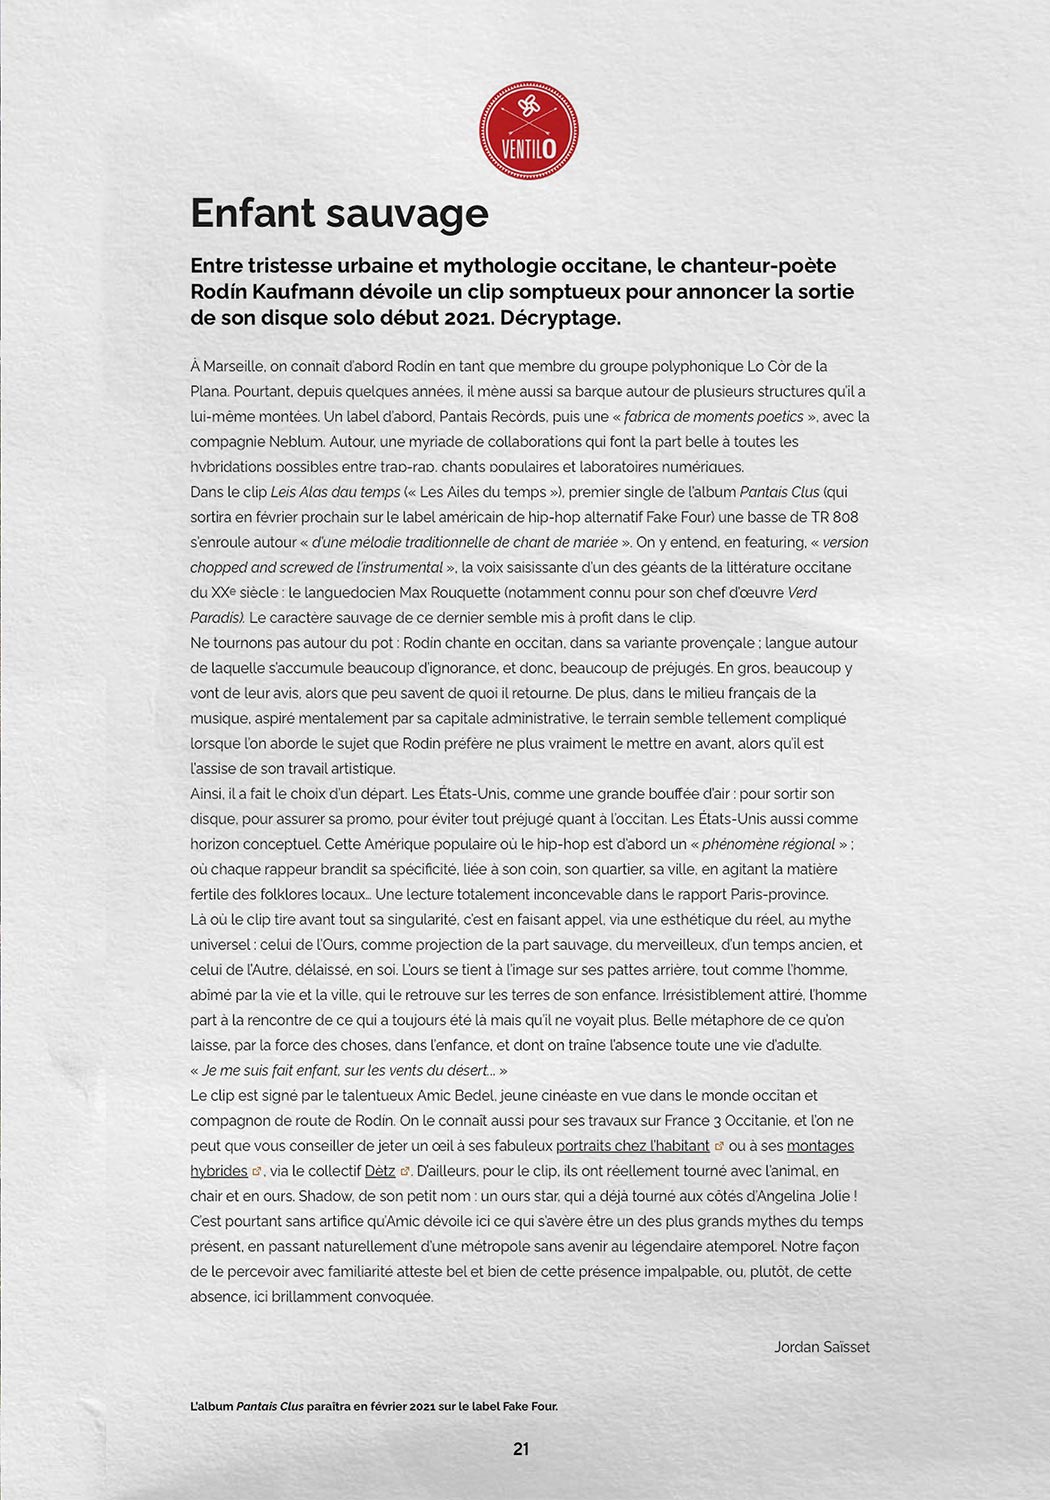 VENTILO
Enfant sauvage
Entre tristesse urbaine et mythologie occitane, le chanteur-poète
Rodín Kaufmann dévoile un clip somptueux pour annoncer la sortie
de son disque solo début 2021. Décryptage.
À Marseille, on connaît d'abord Rodín en tant que membre du groupe polyphonique Lo Còr de la
Plana. Pourtant, depuis quelques années, il mène aussi sa barque autour de plusieurs structures qu'il a
lui-même montées. Un label d'abord, Pantais Recòrds, puis une « fabrica de moments poetics », avec la
compagnie Neblum. Autour, une myriade de collaborations qui font la part belle à toutes les
hybridations possibles entre trap-rap, chants populaires et laboratoires numériques.
Dans le clip Leis Alas dau temps (« Les Ailes du temps »), premier single de l'album Pantais Clus (qui
sortira en février prochain sur le label américain de hip-hop alternatif Fake Four) une basse de TR 808
s'enroule autour « d'une mélodie traditionnelle de chant de mariée ». On y entend, en featuring, « version
chopped and screwed de l'instrumental », la voix saisissante d'un des géants de la littérature occitane
du XXe siècle : le languedocien Max Rouquette (notamment connu pour son chef d'œuvre Verd
Paradis). Le caractère sauvage de ce dernier semble mis à profit dans le clip.
Ne tournons pas autour du pot : Rodín chante en occitan, dans sa variante provençale ; langue autour
de laquelle s'accumule beaucoup d'ignorance, et donc, beaucoup de préjugés. En gros, beaucoup y
vont de leur avis, alors que peu savent de quoi il retourne. De plus, dans le milieu français de la
musique, aspiré mentalement par sa capitale administrative, le terrain semble tellement compliqué
lorsque l'on aborde le sujet que Rodin préfère ne plus vraiment le mettre en avant, alors qu'il est
l'assise de son travail artistique.
Ainsi, il a fait le choix d'un départ. Les États-Unis, comme une grande bouffée d'air : pour sortir son
disque, pour assurer sa promo, pour éviter tout préjugé quant à l'occitan. Les États-Unis aussi comme
horizon conceptuel. Cette Amérique populaire où le hip-hop est d'abord un « phénomène régional » ;
où chaque rappeur brandit sa spécificité, liée à son coin, son quartier, sa ville, en agitant la matière
fertile des folklores locaux... Une lecture totalement inconcevable dans le rapport Paris-province.
Là où le clip tire avant tout sa singularité, c'est en faisant appel, via une esthétique du réel, au mythe
universel : celui de l'Ours, comme projection de la part sauvage, du merveilleux, d'un temps ancien, et
celui de l'Autre, délaissé, en soi. L'ours se tient à l'image sur ses pattes arrière, tout comme l'homme,
abîmé par la vie et la ville, qui le retrouve sur les terres de son enfance. Irrésistiblement attiré, l'homme
part à la rencontre de ce qui a toujours été là mais qu'il ne voyait plus. Belle métaphore de ce qu'on
laisse, par la force des choses, dans l'enfance, et dont on traîne l'absence toute une vie d'adulte.
« Je me suis fait enfant, sur les vents du désert... »
Le clip est signé par le talentueux Amic Bedel, jeune cinéaste en vue dans le monde occitan et
compagnon de route de Rodín. On le connaît aussi pour ses travaux sur France 3 Occitanie, et l'on ne
peut que vous conseiller de jeter un œil à ses fabuleux portraits chez l'habitant ou à ses montages
hybrides, via le collectif Dètz. D'ailleurs, pour le clip, ils ont réellement tourné avec l'animal, en
chair et en ours. Shadow, de son petit nom : un ours star, qui a déjà tourné aux côtés d'Angelina Jolie !
C'est pourtant sans artifice qu'Amic dévoile ici ce qui s'avère être un des plus grands mythes du temps
présent, en passant naturellement d'une métropole sans avenir au légendaire atemporel. Notre façon
de le percevoir avec familiarité atteste bel et bien de cette présence impalpable, ou, plutôt, de cette
absence, ici brillamment convoquée.
Jordan Saïsset
L'album Pantais Clus paraîtra en février 2021 sur le label Fake Four.
21